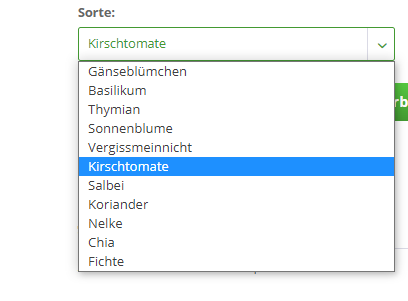 Sorte:
Kirschtomate
Gänseblümchen
Basilikum
Thymian
Sonnenblume
Vergissmeinnicht
Kirschtomate
Salbei
Koriander
Nelke
Chia
Fichte